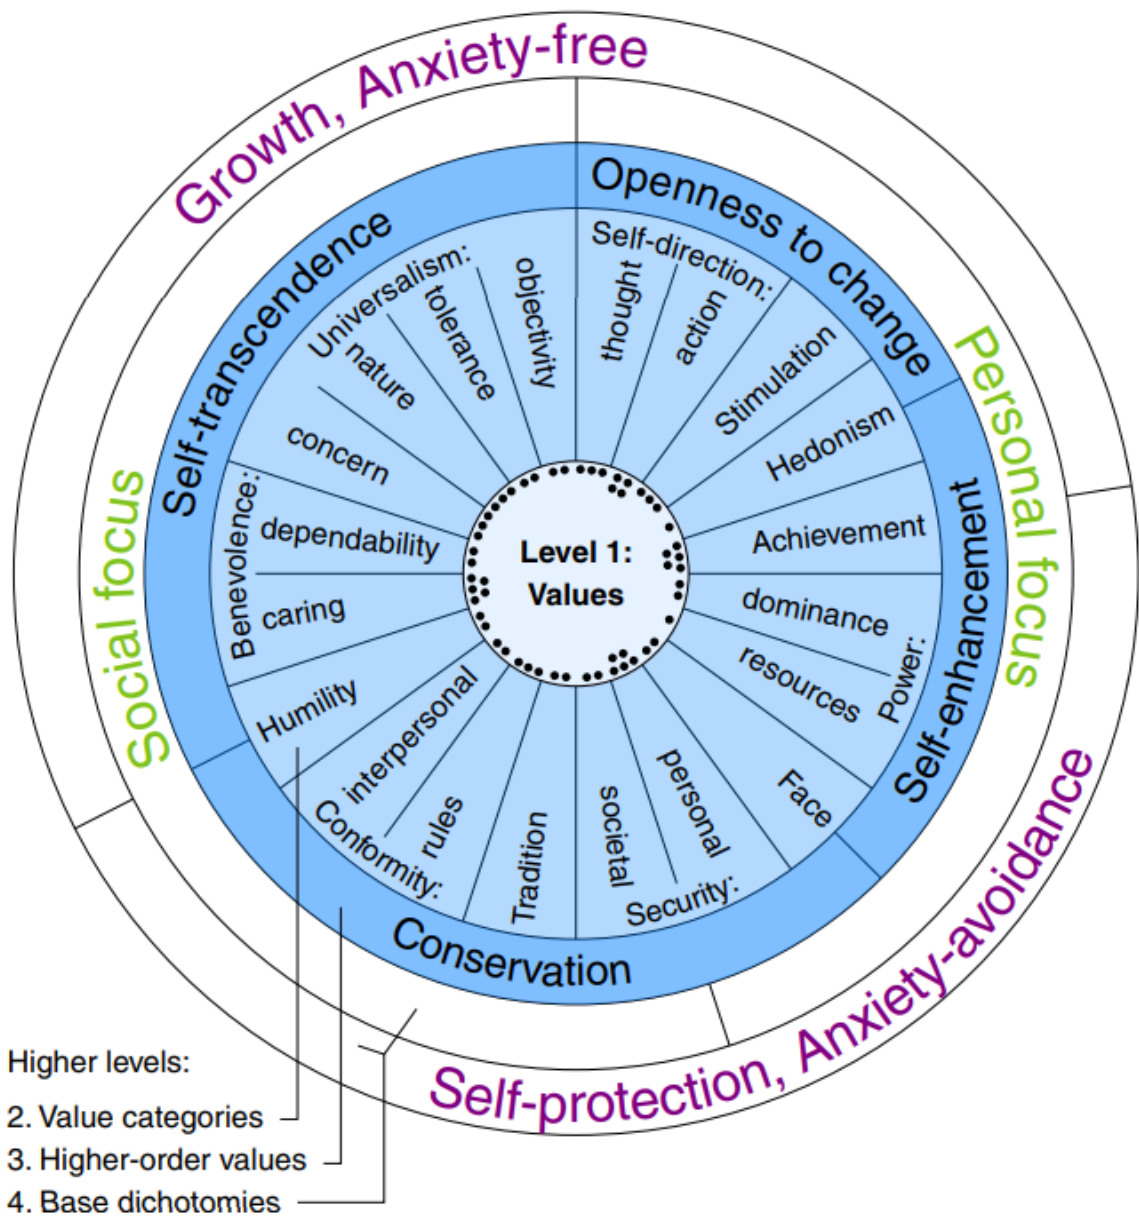 Growth, Anxiety-free
Social focus
Personal focus
Self-protection, Anxiety-avoidance
Self-transcendence
Openness to change
Self-enhancement
Conservation
Self-direction:
thought
action
Stimulation
Hedonism
Achievement
Power:
dominance
resources
Face
Security:
personal
societal
Tradition
Conformity:
rules
interpersonal
Humility
Benevolence:
caring
dependability
Universalism:
concern
nature
tolerance
objectivity
Level 1:
Values
Higher levels:
2. Value categories
3. Higher-order values
4. Base dichotomies